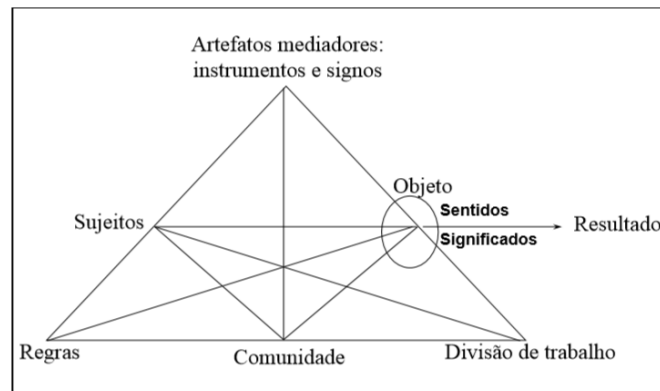 Artefatos mediadores:
instrumentos e signos
Objeto
Sujeitos
Sentidos
Significados
Resultado
Regras
Comunidade
Divisão de trabalho